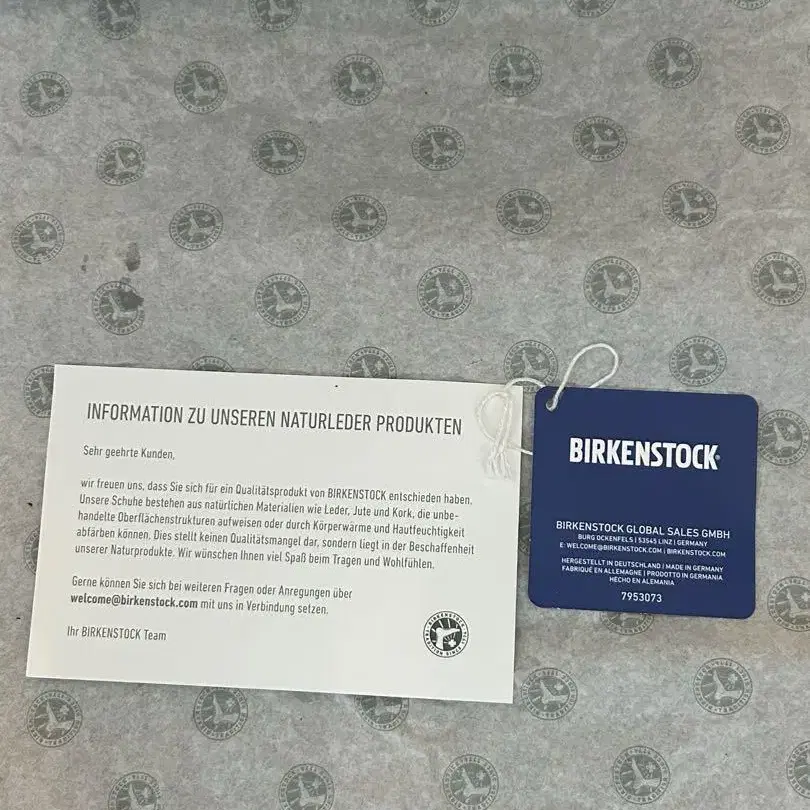 INFORMATION ZU UNSEREN NATURLEDER PRODUKTEN
Sehr geehrte Kunden,
wir freuen uns, dass Sie sich für ein Qualitätsprodukt von BIRKENSTOCK entschieden haben.
Unsere Schuhe bestehen aus natürlichen Materialien wie Leder, Jute und Kork, die unbe-
handelte Oberflächenstrukturen aufweisen oder durch Körperwärme und Hautfeuchtigkeit
abfärben können. Dies stellt keinen Qualitätsmangel dar, sondern liegt in der Beschaffenheit
unserer Naturprodukte. Wir wünschen Ihnen viel Spaß beim Tragen und Wohlfühlen.
Gerne können Sie sich bei weiteren Fragen oder Anregungen über
welcome@birkenstock.com mit uns in Verbindung setzen.
Ihr BIRKENSTOCK Team
BIRKENSTOCK®
BIRKENSTOCK GLOBAL SALES GMBH
BURG OCKENFELS | 53545 LINZ | GERMANY
E: WELCOME@BIRKENSTOCK.COM | BIRKENSTOCK.COM
HERGESTELLT IN DEUTSCHLAND | MADE IN GERMANY
FABRIQUÉ EN ALLEMAGNE | PRODOTTO IN GERMANIA
HECHO EN ALEMANIA
7953073